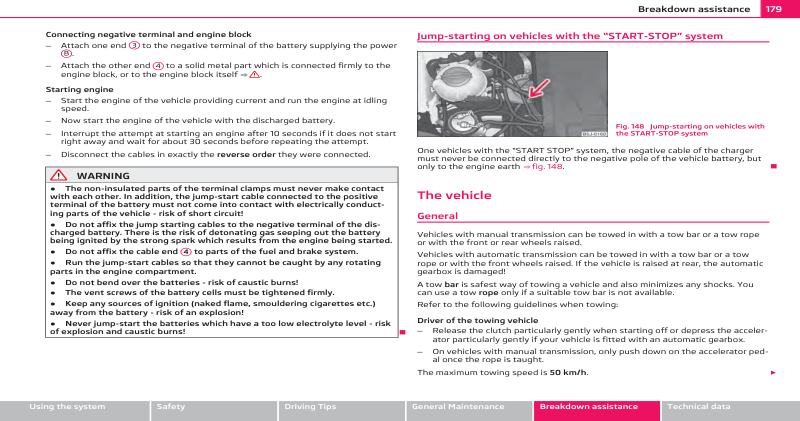 Breakdown assistance 179
Connecting negative terminal and engine block
– Attach one end 3 to the negative terminal of the battery supplying the power
B.
– Attach the other end 4 to a solid metal part which is connected firmly to the
engine block, or to the engine block itself ⇒ ⚠.
Starting engine
– Start the engine of the vehicle providing current and run the engine at idling
speed.
– Now start the engine of the vehicle with the discharged battery.
– Interrupt the attempt at starting an engine after 10 seconds if it does not start
right away and wait for about 30 seconds before repeating the attempt.
– Disconnect the cables in exactly the reverse order they were connected.
WARNING
• The non-insulated parts of the terminal clamps must never make contact
with each other. In addition, the jump-start cable connected to the positive
terminal of the battery must not come into contact with electrically conduct-
ing parts of the vehicle - risk of short circuit!
• Do not affix the jump starting cables to the negative terminal of the dis-
charged battery. There is the risk of detonating gas seeping out the battery
being ignited by the strong spark which results from the engine being started.
• Do not affix the cable end 4 to parts of the fuel and brake system.
• Run the jump-start cables so that they cannot be caught by any rotating
parts in the engine compartment.
• Do not bend over the batteries - risk of caustic burns!
• The vent screws of the battery cells must be tightened firmly.
• Keep any sources of ignition (naked flame, smouldering cigarettes etc.)
away from the battery - risk of an explosion!
• Never jump-start the batteries which have a too low electrolyte level - risk
of explosion and caustic burns!
Jump-starting on vehicles with the “START-STOP” system
Fig. 148 Jump-starting on vehicles with
the START-STOP system
One vehicles with the “START STOP” system, the negative cable of the charger
must never be connected directly to the negative pole of the vehicle battery, but
only to the engine earth ⇒ fig. 148.
The vehicle
General
Vehicles with manual transmission can be towed in with a tow bar or a tow rope
or with the front or rear wheels raised.
Vehicles with automatic transmission can be towed in with a tow bar or a tow
rope or with front wheels raised. If the vehicle is raised at rear, the automatic
gearbox is damaged!
A tow bar is safest way of towing a vehicle and also minimizes any shocks. You
can use a tow rope only if a suitable tow bar is not available.
Refer to the following guidelines when towing:
Driver of the towing vehicle
– Release the clutch particularly gently when starting off or depress the acceler-
ator particularly gently if your vehicle is fitted with an automatic gearbox.
– On vehicles with manual transmission, only push down on the accelerator ped-
al once the rope is taught.
The maximum towing speed is 50 km/h.
Using the system Safety Driving Tips General Maintenance Breakdown assistance Technical data